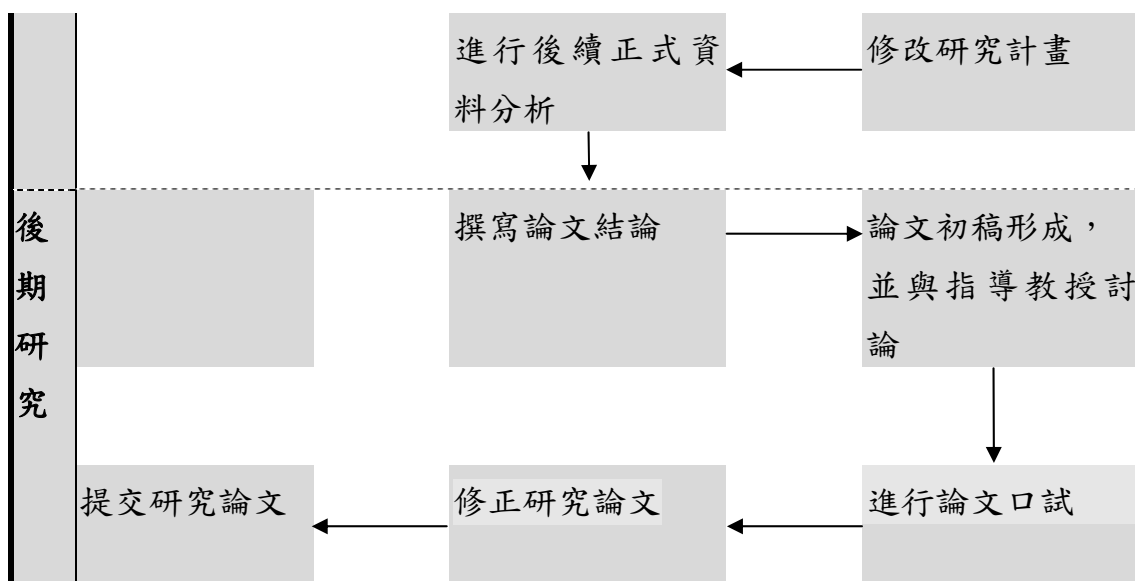 進行後續正式資
料分析
修改研究計畫
後
期
研
究
撰寫論文結論
論文初稿形成，
並與指導教授討
論
提交研究論文
修正研究論文
進行論文口試